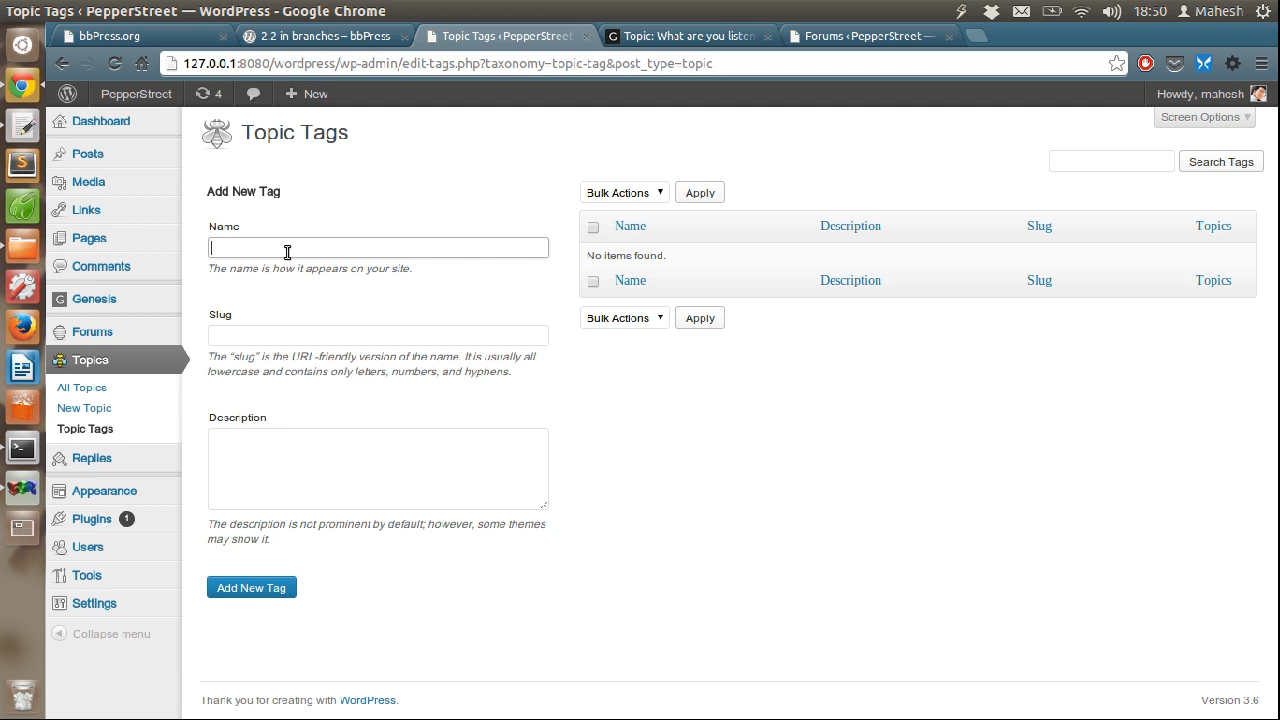 Topic Tags ‹ PepperStreet — WordPress - Google Chrome
18:50 Mahesh
bbPress.org
2.2 in branches – bbPress
Topic Tags ‹ PepperStreet
Topic: What are you listen
Forums ‹ PepperStreet —
127.0.0.1:8080/wordpress/wp-admin/edit-tags.php?taxonomy=topic-tag&post_type=topic
PepperStreet 4 + New Howdy, mahesh
Dashboard
Posts
Media
Links
Pages
Comments
Genesis
Forums
Topics
All Topics
New Topic
Topic Tags
Replies
Appearance
Plugins 1
Users
Tools
Settings
Collapse menu
Screen Options
Topic Tags
Search Tags
Add New Tag
Name
The name is how it appears on your site.
Slug
The “slug” is the URL-friendly version of the name. It is usually all
lowercase and contains only letters, numbers, and hyphens.
Description
The description is not prominent by default; however, some themes
may show it.
Add New Tag
Bulk Actions Apply
Name Description Slug Topics
No items found.
Name Description Slug Topics
Bulk Actions Apply
Thank you for creating with WordPress.
Version 3.6